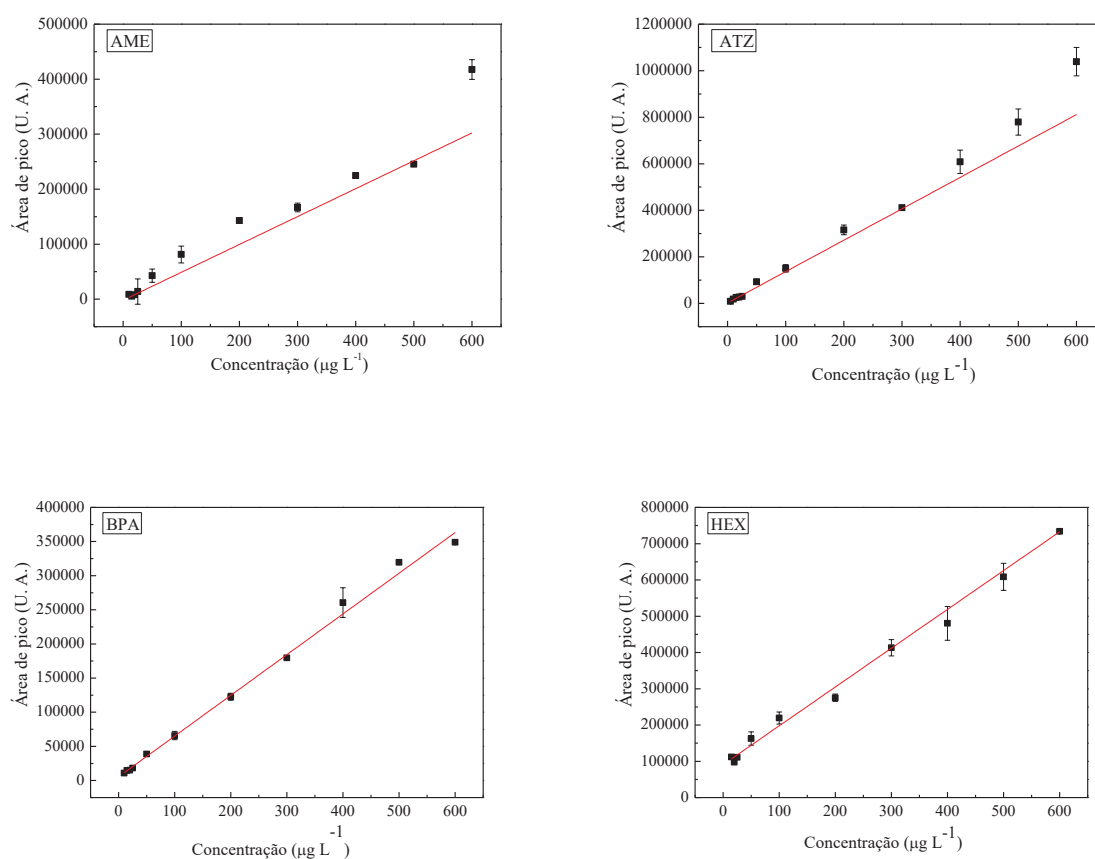 AME
500000
400000
300000
200000
100000
0
Área de pico (U. A.)
0 100 200 300 400 500 600
Concentração (μg L-1)
ATZ
1200000
1000000
800000
600000
400000
200000
0
Área de pico (U. A.)
0 100 200 300 400 500 600
Concentração (μg L-1)
BPA
400000
350000
300000
250000
200000
150000
100000
50000
0
Área de pico (U. A.)
0 100 200 300 400 500 600
Concentração (μg L-1)
HEX
800000
700000
600000
500000
400000
300000
200000
100000
0
Área de pico (U. A.)
0 100 200 300 400 500 600
Concentração (μg L-1)